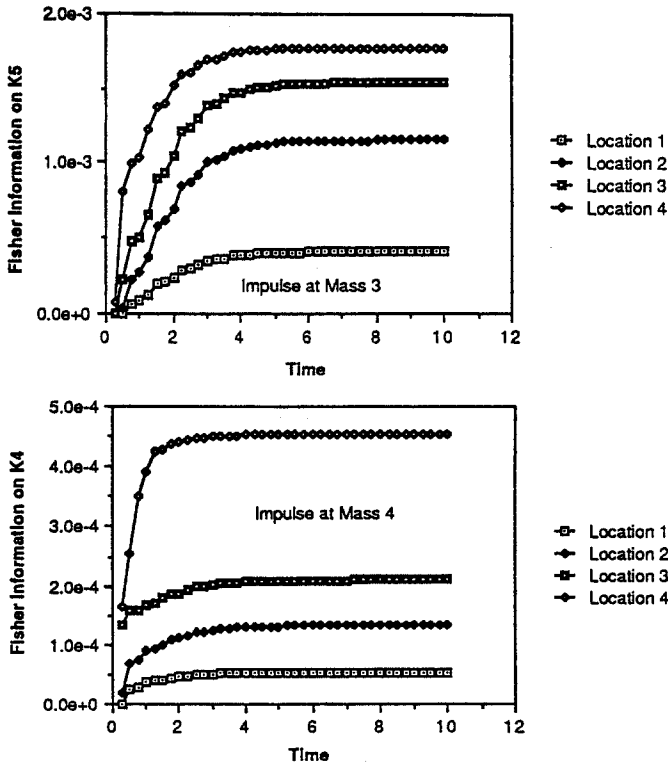 2.0e-3
1.0e-3
0.0e+0
Fisher Information on K5
0 2 4 6 8 10 12
Time
Impulse at Mass 3
Location 1
Location 2
Location 3
Location 4
5.0e-4
4.0e-4
3.0e-4
2.0e-4
1.0e-4
0.0e+0
Fisher Information on K4
0 2 4 6 8 10 12
Time
Impulse at Mass 4
Location 1
Location 2
Location 3
Location 4